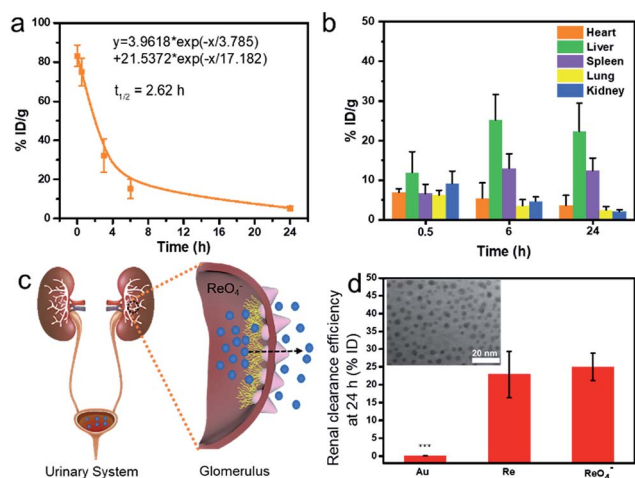 a
y=3.9618*exp(-x/3.785)
+21.5372*exp(-x/17.182)
t1/2 = 2.62 h
% ID/g
100
80
60
40
20
0
0 4 8 12 16 20 24
Time (h)
b
Heart
Liver
Spleen
Lung
Kidney
% ID/g
50
40
30
20
10
0
0.5 6 24
Time (h)
c
ReO4-
Urinary System
Glomerulus
d
Renal clearance efficiency
at 24 h (% ID)
50
45
40
35
30
25
20
15
10
5
0
20 nm
***
Au Re ReO4-